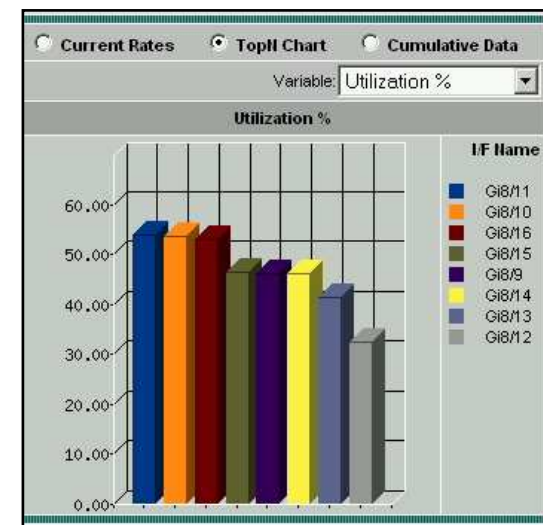 Current Rates TopN Chart Cumulative Data
Variable: Utilization %
Utilization %
I/F Name
Gi8/11
Gi8/10
Gi8/16
Gi8/15
Gi8/9
Gi8/14
Gi8/13
Gi8/12
60.00
50.00
40.00
30.00
20.00
10.00
0.00